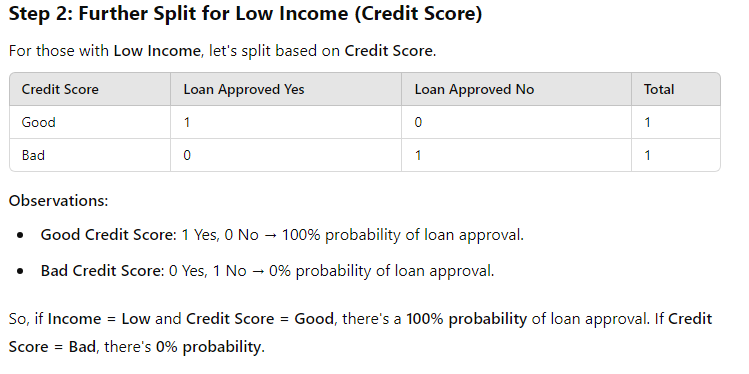 Step 2: Further Split for Low Income (Credit Score)
For those with Low Income, let's split based on Credit Score.
Credit Score Loan Approved Yes Loan Approved No Total
Good 1 0 1
Bad 0 1 1
Observations:
• Good Credit Score: 1 Yes, 0 No → 100% probability of loan approval.
• Bad Credit Score: 0 Yes, 1 No → 0% probability of loan approval.
So, if Income = Low and Credit Score = Good, there's a 100% probability of loan approval. If Credit
Score = Bad, there's 0% probability.